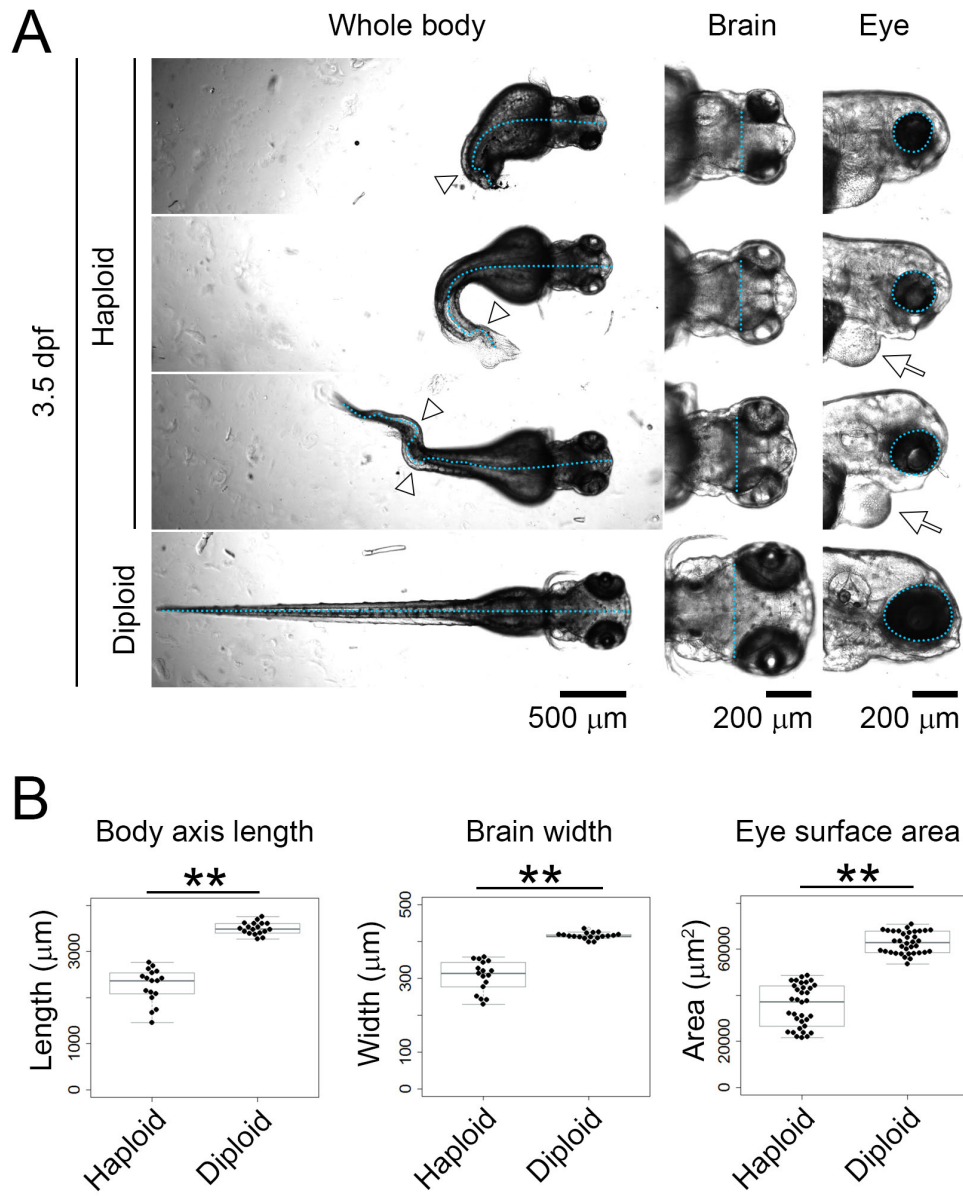 A
Whole body
Brain
Eye
3.5 dpf
Haploid
Diploid
500 μm
200 μm
200 μm
B
Body axis length
**
Length (μm)
3000
1000
0
Haploid
Diploid
Brain width
**
Width (μm)
500
300
100
0
Haploid
Diploid
Eye surface area
**
Area (μm²)
60000
20000
0
Haploid
Diploid